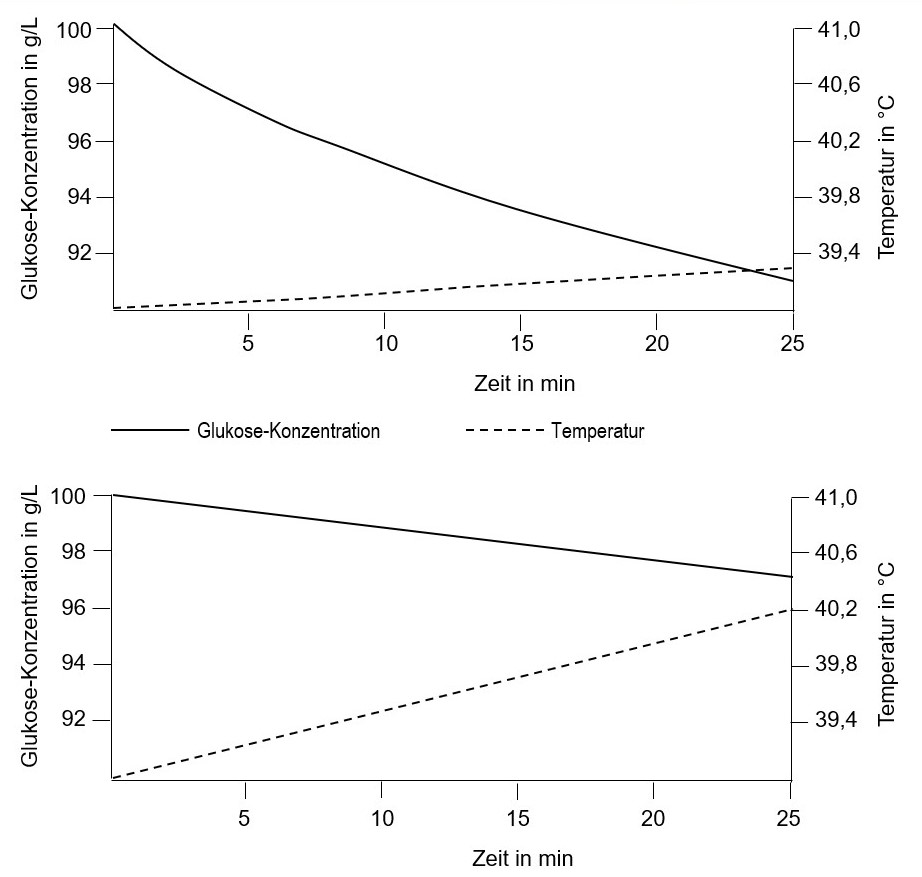 Glukose-Konzentration in g/L
100
98
96
94
92
41,0
40,6
40,2
39,8
39,4
Temperatur in °C
5 10 15 20 25
Zeit in min
Glukose-Konzentration Temperatur
Glukose-Konzentration in g/L
100
98
96
94
92
41,0
40,6
40,2
39,8
39,4
Temperatur in °C
5 10 15 20 25
Zeit in min